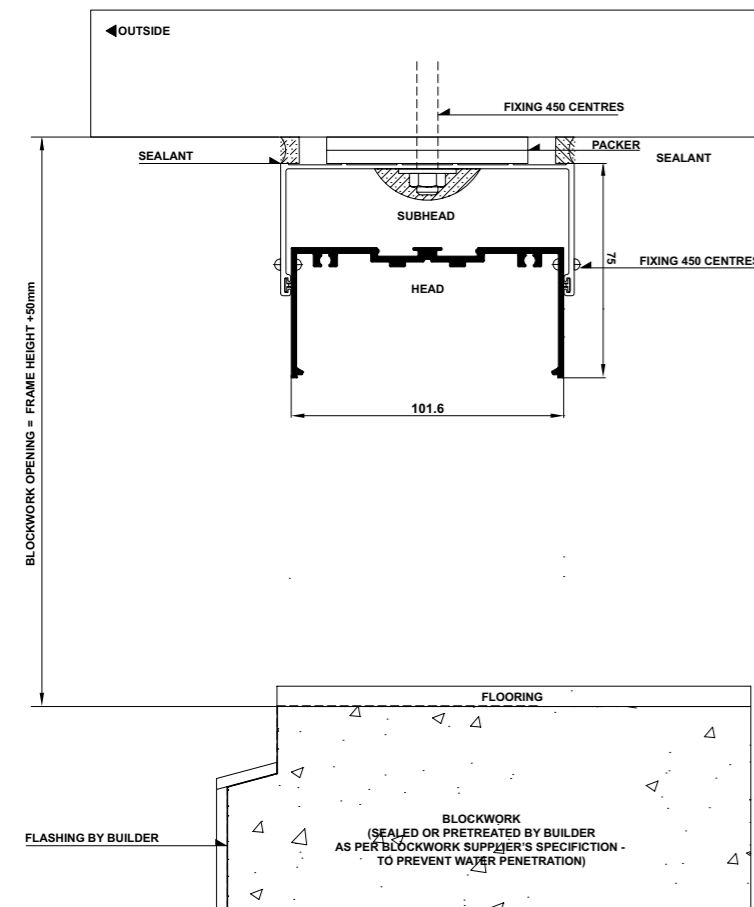 OUTSIDE
FIXING 450 CENTRES
PACKER
SEALANT
SEALANT
SUBHEAD
75
FIXING 450 CENTRES
HEAD
101.6
BLOCKWORK OPENING = FRAME HEIGHT +50mm
FLOORING
BLOCKWORK
(SEALED OR PRETREATED BY BUILDER
AS PER BLOCKWORK SUPPLIER'S SPECIFICTION -
TO PREVENT WATER PENETRATION)
FLASHING BY BUILDER